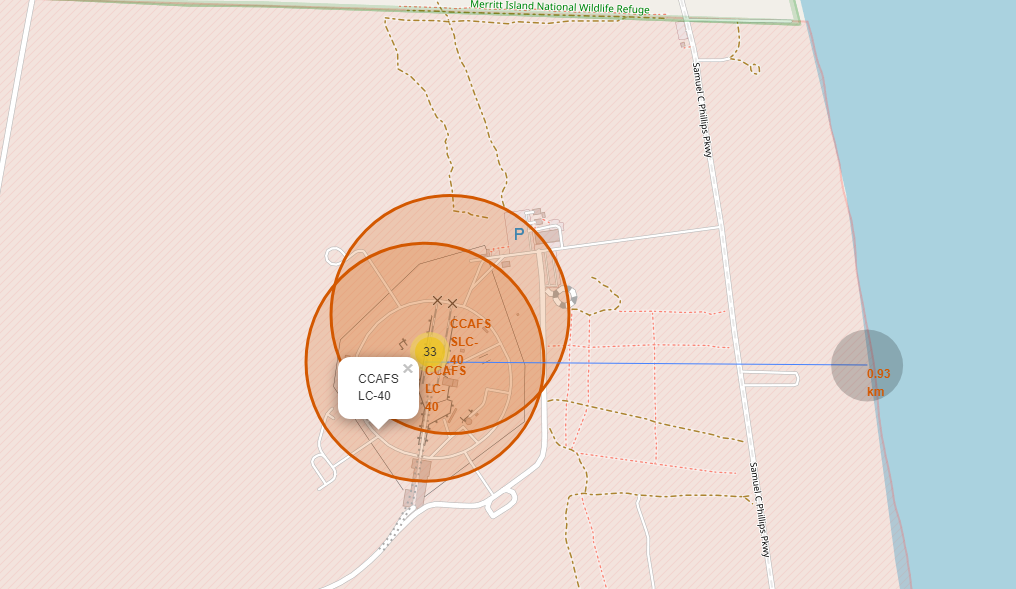 Merritt Island National Wildlife Refuge
Samuel C Phillips Pkwy
P
CCAFS
SLC-
40
33
CCAFS
LC-
40
×
CCAFS
LC-40
0.93
km
Samuel C Phillips Pkwy